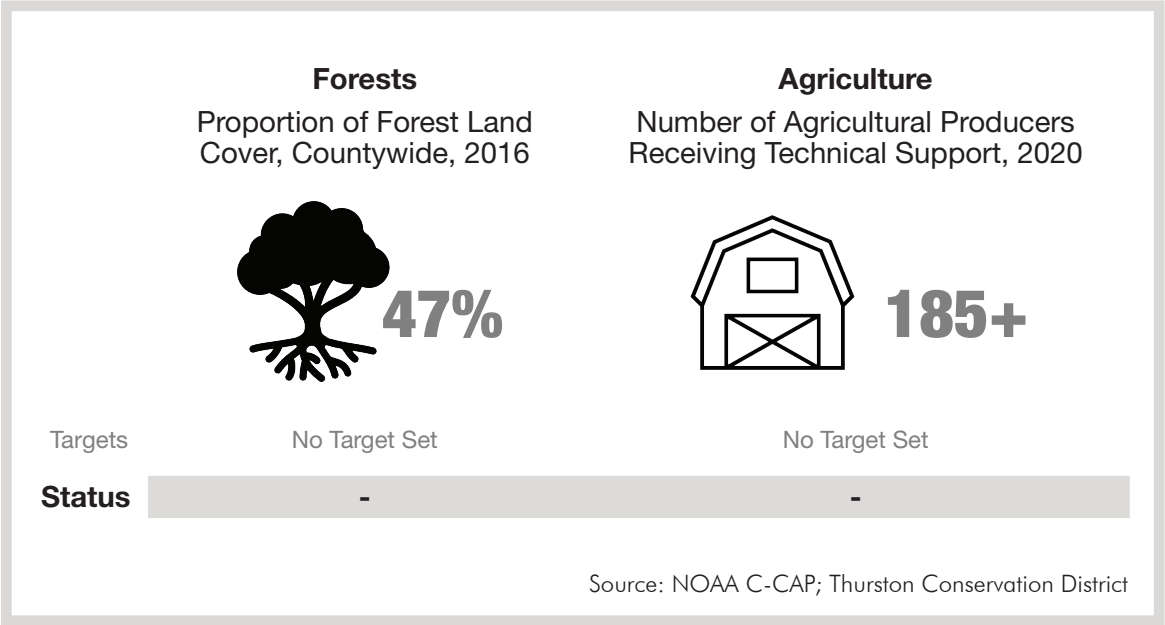 Forests
Proportion of Forest Land
Cover, Countywide, 2016
47%
Agriculture
Number of Agricultural Producers
Receiving Technical Support, 2020
185+
Targets
No Target Set
No Target Set
Status
-
-
Source: NOAA C-CAP; Thurston Conservation District